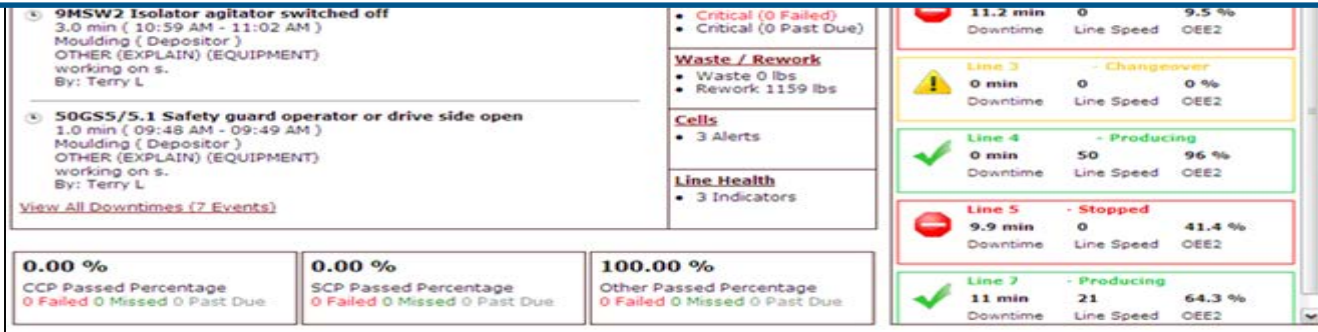 9MSW2 Isolator agitator switched off
3.0 min ( 10:59 AM - 11:02 AM )
Moulding ( Depositor )
OTHER (EXPLAIN) (EQUIPMENT)
working on s.
By: Terry L
50GS5/5.1 Safety guard operator or drive side open
1.0 min ( 09:48 AM - 09:49 AM )
Moulding ( Depositor )
OTHER (EXPLAIN) (EQUIPMENT)
working on s.
By: Terry L
View All Downtimes (7 Events)
Critical (0 Failed)
Critical (0 Past Due)
Waste / Rework
Waste 0 lbs
Rework 1159 lbs
Cells
3 Alerts
Line Health
3 Indicators
0.00 %
CCP Passed Percentage
0 Failed 0 Missed 0 Past Due
0.00 %
SCP Passed Percentage
0 Failed 0 Missed 0 Past Due
100.00 %
Other Passed Percentage
0 Failed 0 Missed 0 Past Due
11.2 min 0 9.5 %
Downtime Line Speed OEE2
Line 3 - Changeover
0 min 0 0 %
Downtime Line Speed OEE2
Line 4 - Producing
0 min 50 96 %
Downtime Line Speed OEE2
Line 5 - Stopped
9.9 min 0 41.4 %
Downtime Line Speed OEE2
Line 7 - Producing
11 min 21 64.3 %
Downtime Line Speed OEE2